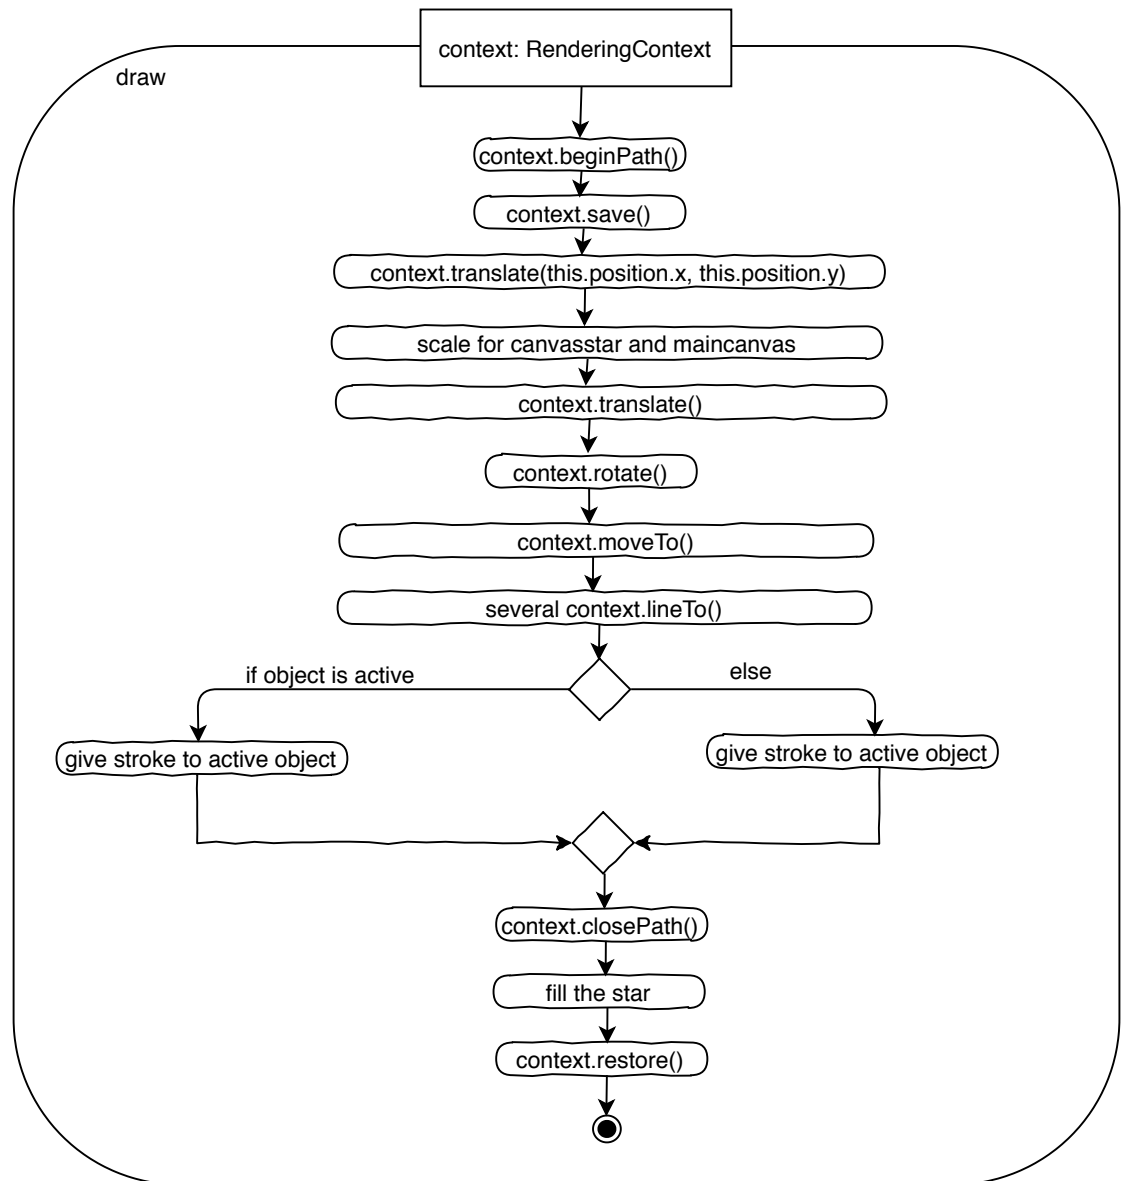 context: RenderingContext
draw
context.beginPath()
context.save()
context.translate(this.position.x, this.position.y)
scale for canvasstar and maincanvas
context.translate()
context.rotate()
context.moveTo()
several context.lineTo()
if object is active
else
give stroke to active object
give stroke to active object
context.closePath()
fill the star
context.restore()